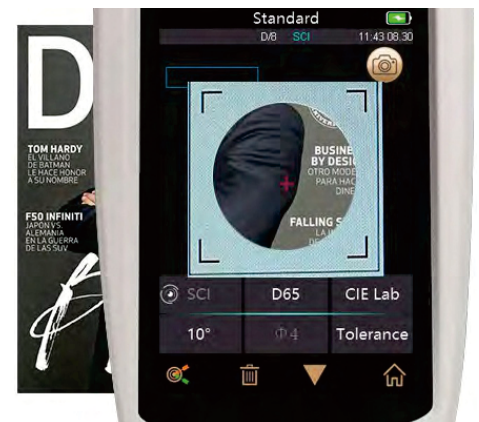 Standard
D/8 SCI 11:43 08.30
D
TOM HARDY
EL VILLANO
DE BATMAN
LE HACE HONOR
A SU NOMBRE
F50 INFINITI
JAPÓN VS.
ALEMANIA
EN LA GUERRA
DE LAS SUV
BUSINE
BY DESIG
OTRO MODE
PARA HAC
DINE
FALLING S
SCI D65 CIE Lab
10° Φ4 Tolerance